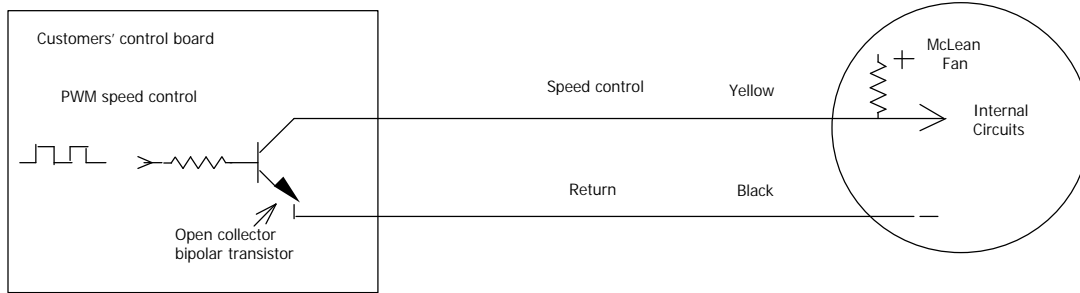 Customers' control board
McLean
Fan
PWM speed control
Speed control
Yellow
Internal
Circuits
Return
Black
Open collector
bipolar transistor